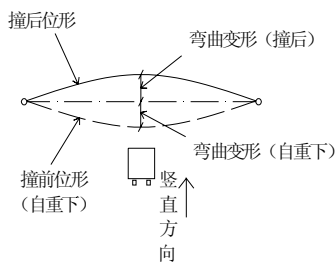 撞后位形
弯曲变形（撞后）
弯曲变形（自重下）
撞前位形
（自重下）
竖
直
方
向